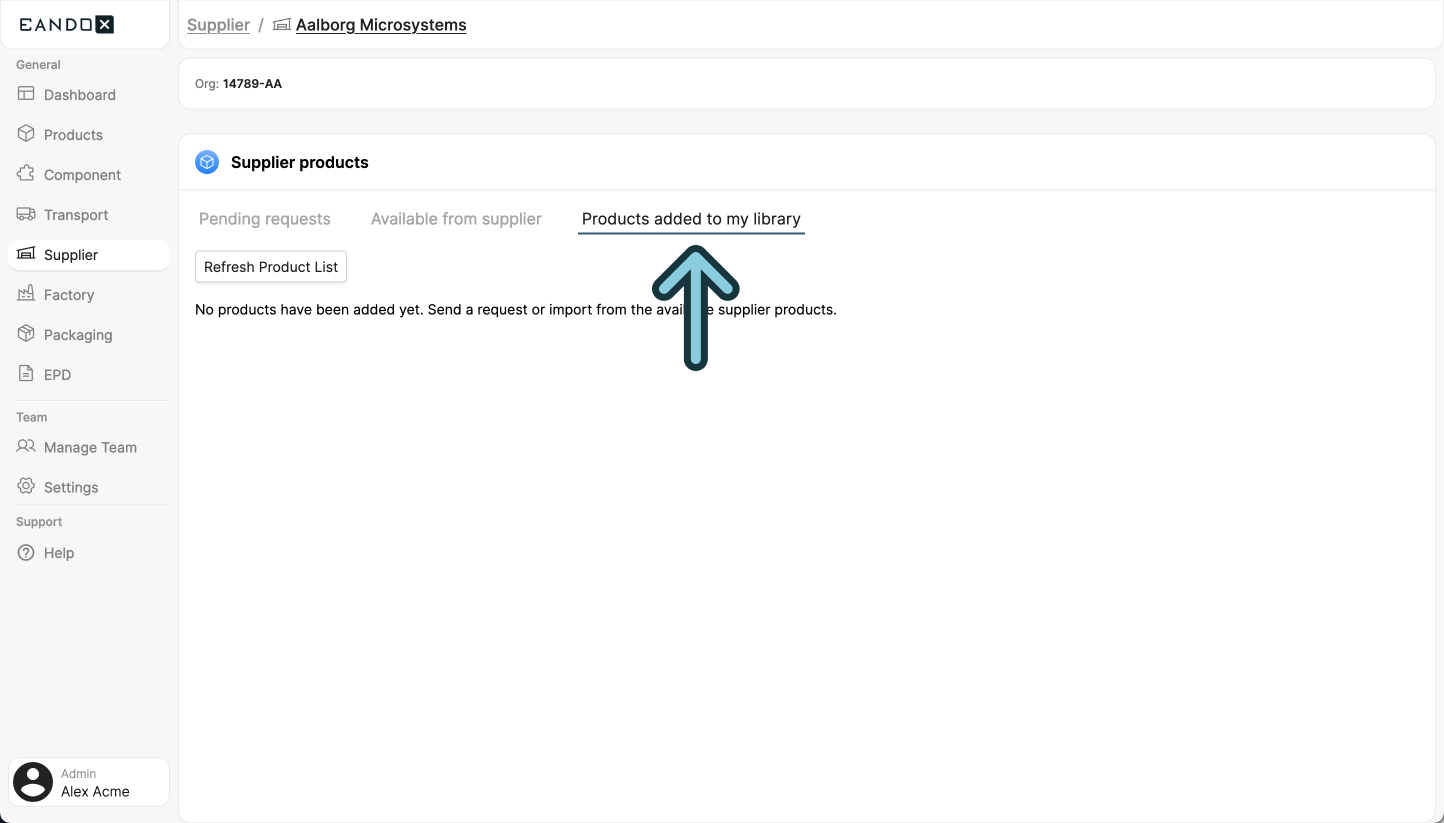 EANDOX
Supplier / Aalborg Microsystems
General
Dashboard
Products
Component
Transport
Supplier
Factory
Packaging
EPD
Team
Manage Team
Settings
Support
Help
Admin
Alex Acme
Org: 14789-AA
Supplier products
Pending requests Available from supplier Products added to my library
Refresh Product List
No products have been added yet. Send a request or import from the supplier products.